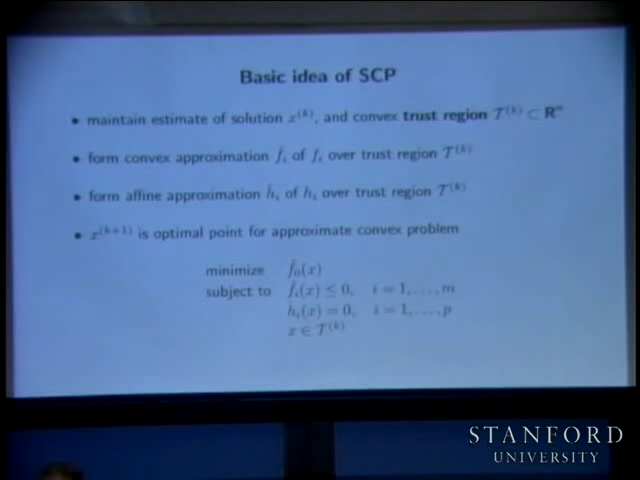 Basic idea of SCP
• maintain estimate of solution x^(k), and convex trust region 𝒯^(k) ⊂ R^n
• form convex approximation f̂_i of f_i over trust region 𝒯^(k)
• form affine approximation ĥ_i of h_i over trust region 𝒯^(k)
• x^(k+1) is optimal point for approximate convex problem
minimize f̂_0(x)
subject to f̂_i(x) ≤ 0, i = 1, . . . , m
ĥ_i(x) = 0, i = 1, . . . , p
x ∈ 𝒯^(k)
STANFORD
UNIVERSITY